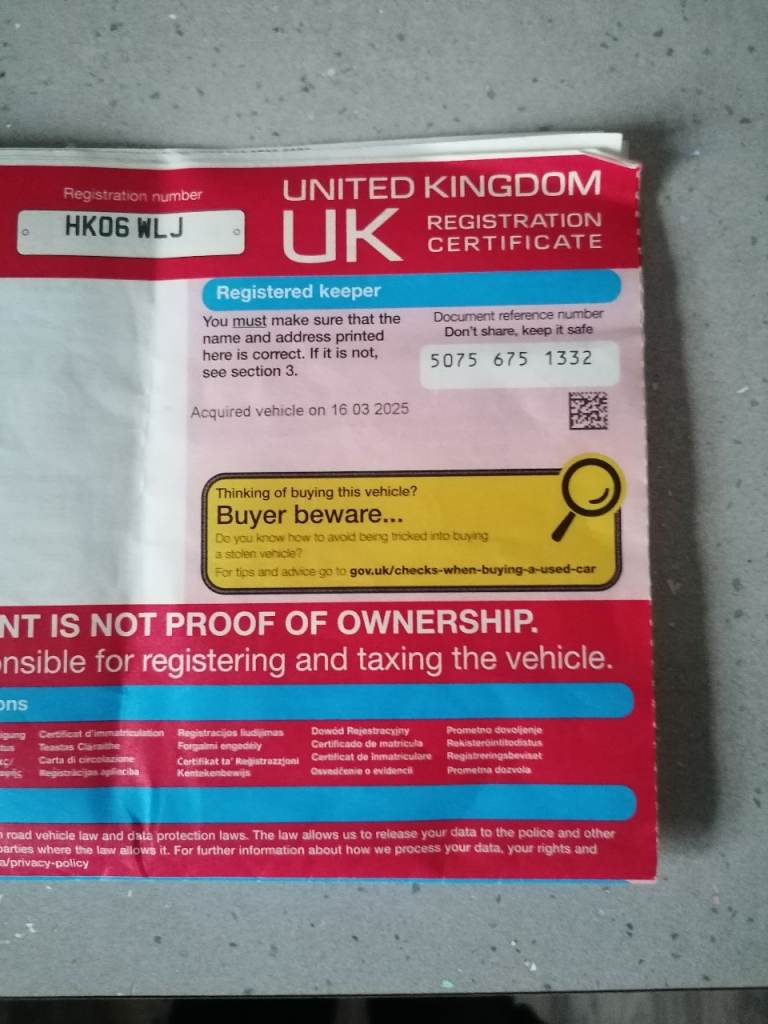 Registration number
HK06 WLJ
UNITED KINGDOM
UK REGISTRATION
CERTIFICATE
Registered keeper
You must make sure that the
name and address printed
here is correct. If it is not,
see section 3.
Document reference number
Don't share, keep it safe
5075 675 1332
Acquired vehicle on 16 03 2025
Thinking of buying this vehicle?
Buyer beware...
Do you know how to avoid being tricked into buying
a stolen vehicle?
For tips and advice go to gov.uk/checks-when-buying-a-used-car
NT IS NOT PROOF OF OWNERSHIP.
onsible for registering and taxing the vehicle.
ons
igung Certificat d'immatriculation Registracijos liudijimas Dowód Rejestracyjny Prometno dovoljenje
tus Teastas Cláraithe Forgalmi engedély Certificado de matrícula Rekisteröintitodistus
Carta di circolazione Ċertifikat ta' Reġistrazzjoni Certificat de înmatriculare Registreringsbeviset
Reģistrācijas apliecība Kentekenbewijs Osvedčenie o evidencii Prometna dozvola
n road vehicle law and data protection laws. The law allows us to release your data to the police and other
parties where the law allows it. For further information about how we process your data, your rights and
a/privacy-policy